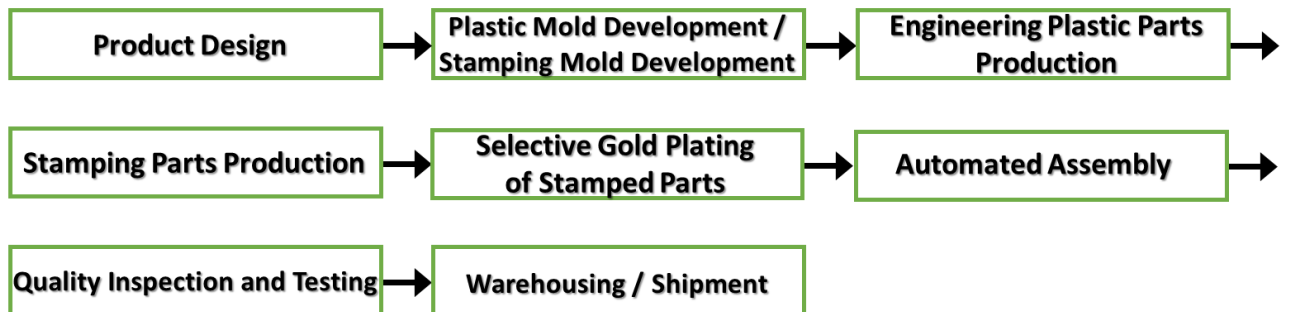 Product Design
Plastic Mold Development /
Stamping Mold Development
Engineering Plastic Parts
Production
Stamping Parts Production
Selective Gold Plating
of Stamped Parts
Automated Assembly
Quality Inspection and Testing
Warehousing / Shipment